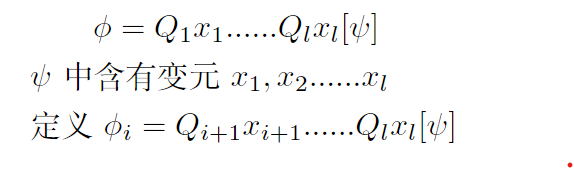 ϕ = Q₁x₁......Qₗxₗ[ψ]
ψ 中含有变元 x₁, x₂......xₗ
定义 ϕᵢ = Qᵢ₊₁xᵢ₊₁......Qₗxₗ[ψ]